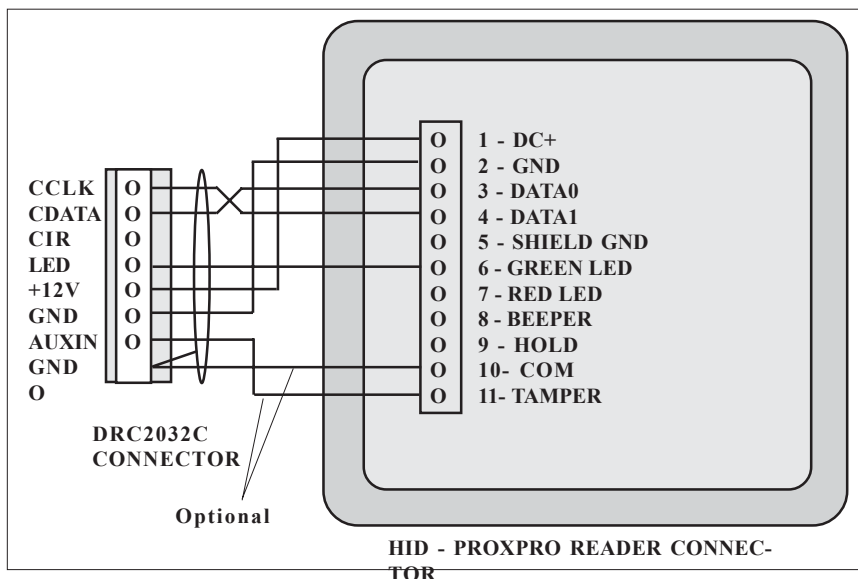 CCLK
CDATA
CIR
LED
+12V
GND
AUXIN
GND
O
O
O
O
O
O
O
O
DRC2032C
CONNECTOR
Optional
O
O
O
O
O
O
O
O
O
O
O
1 - DC+
2 - GND
3 - DATA0
4 - DATA1
5 - SHIELD GND
6 - GREEN LED
7 - RED LED
8 - BEEPER
9 - HOLD
10- COM
11- TAMPER
HID - PROXPRO READER CONNEC-
TOR